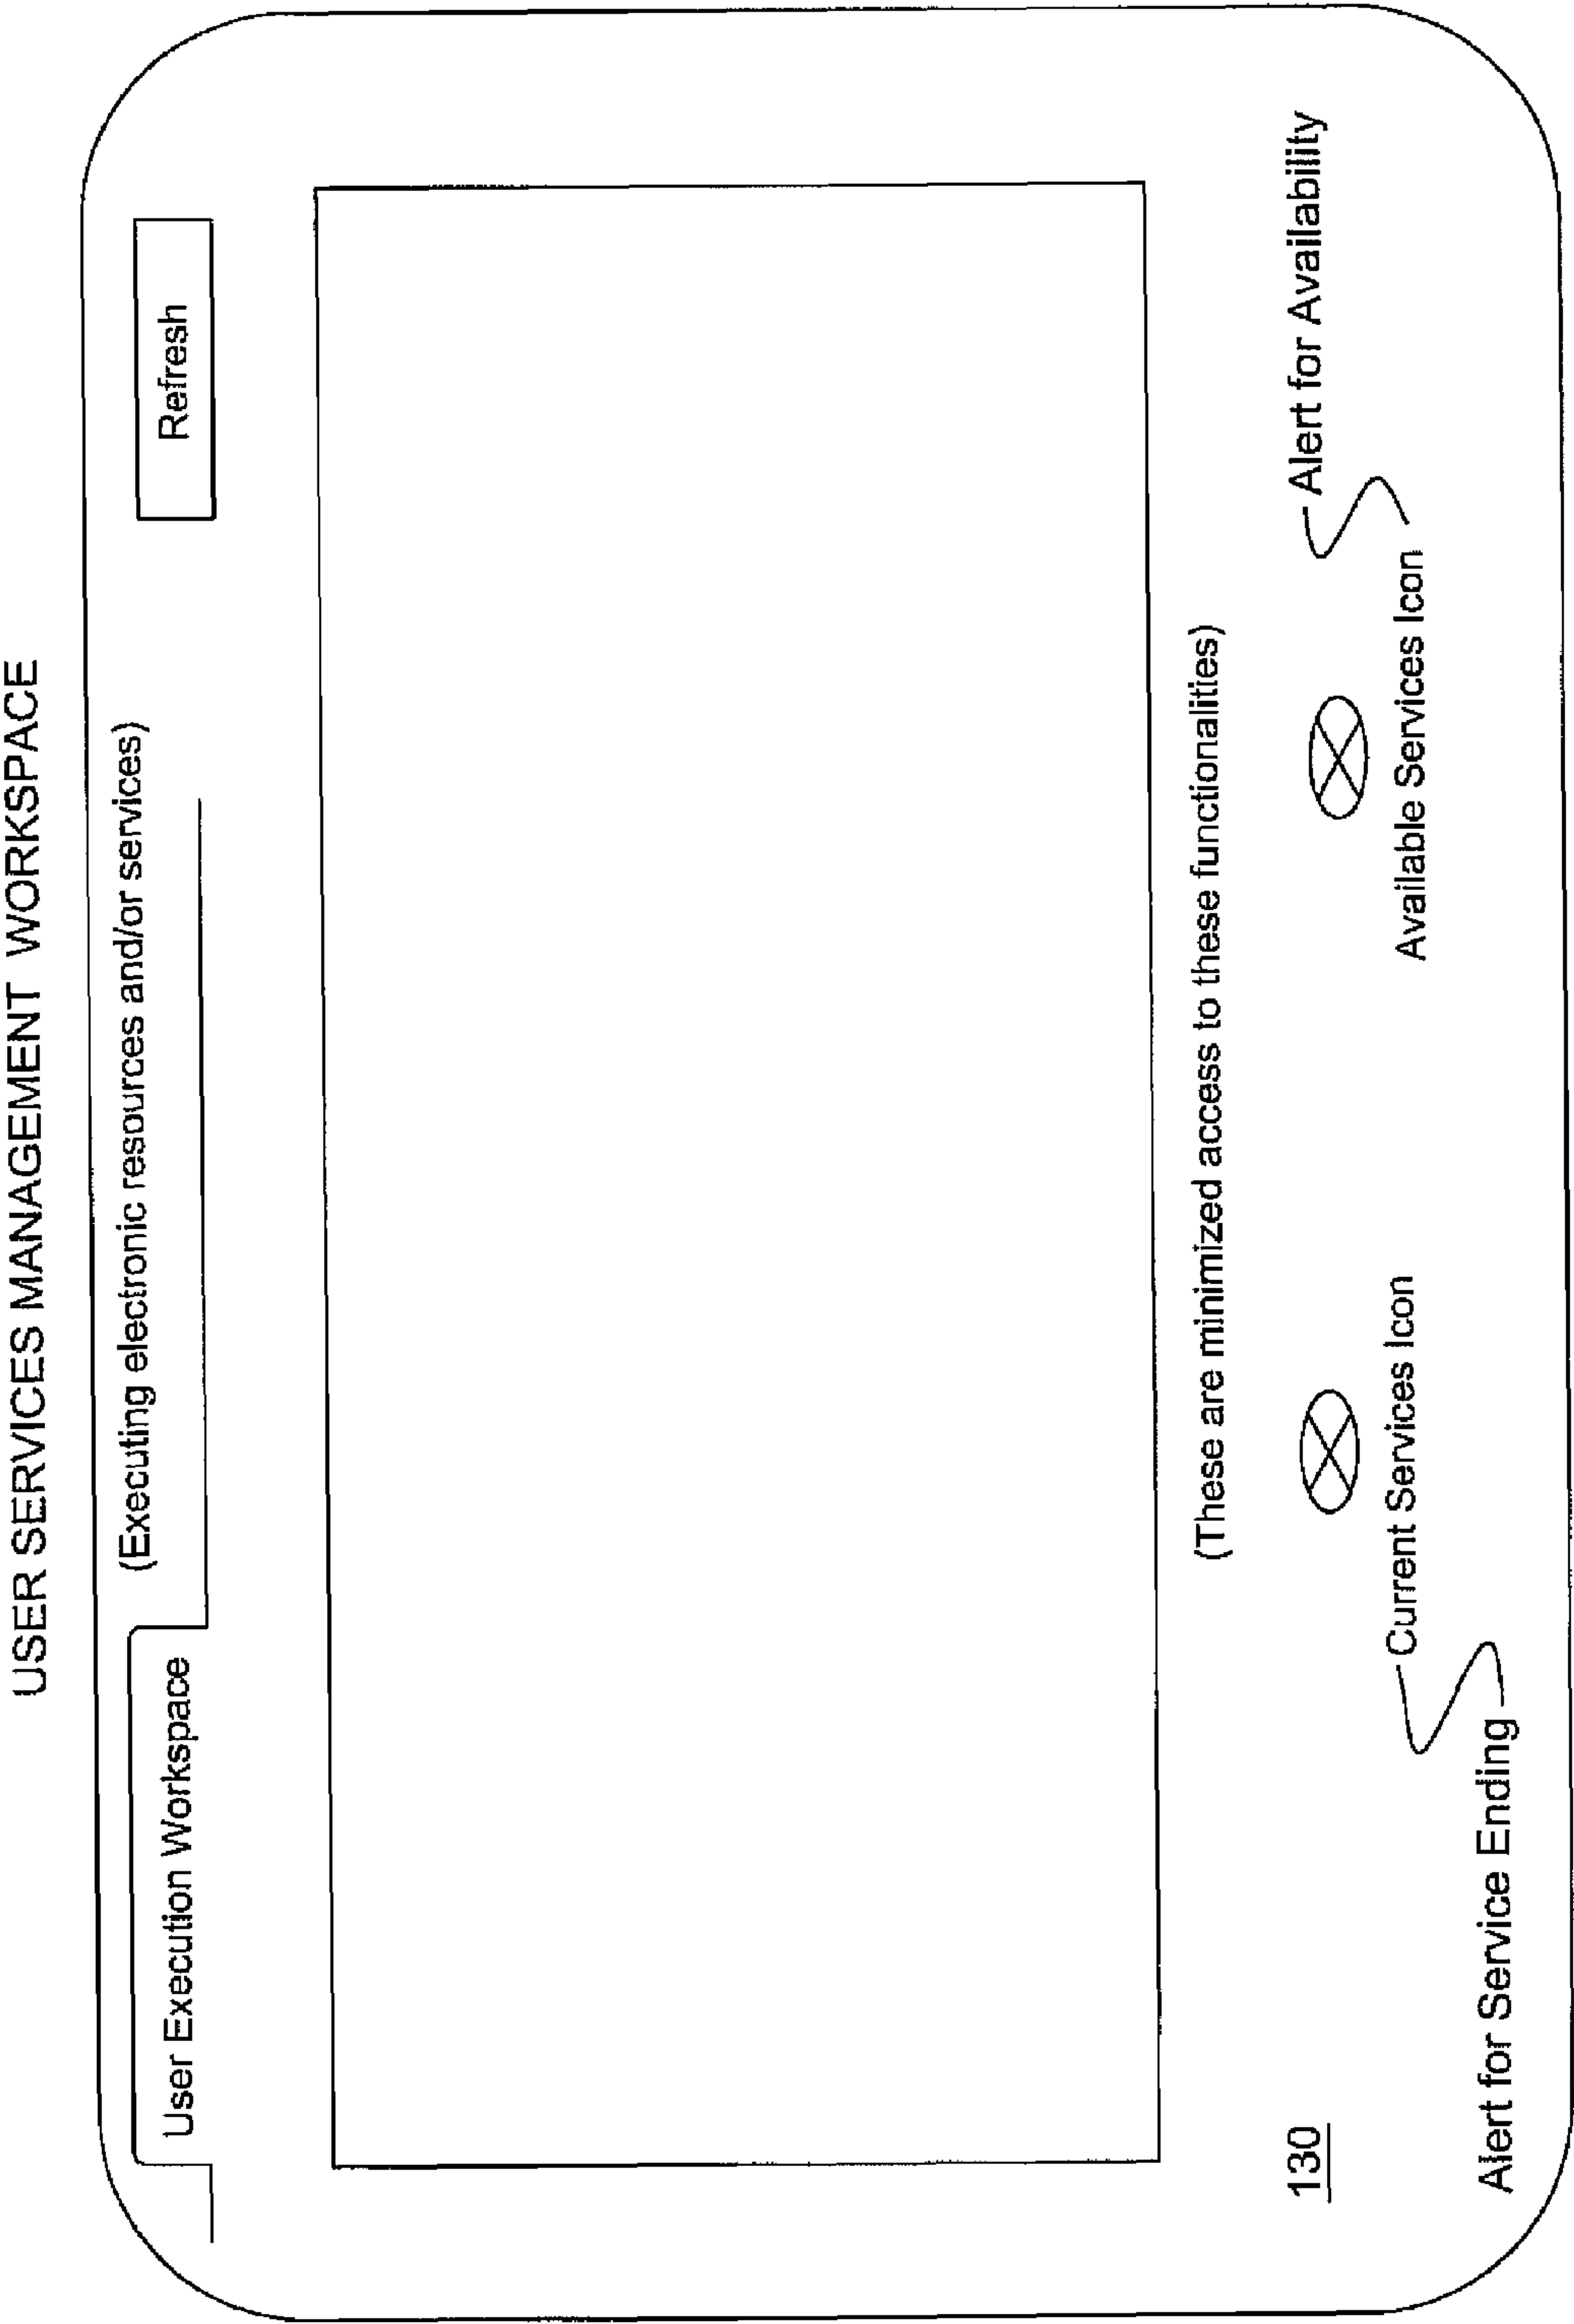 USER SERVICES MANAGEMENT WORKSPACE
(Executing electronic resources and/or services)
User Execution Workspace
Refresh
(These are minimized access to these functionalities)
130
Alert for Availability
Current Services Icon
Available Services Icon
Alert for Service Ending